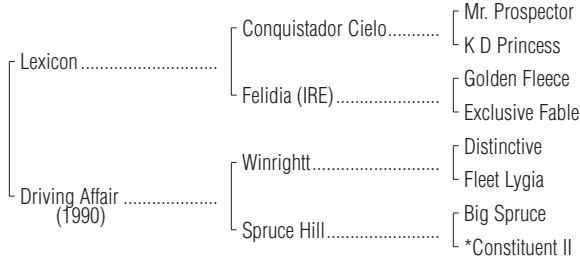 Mr. Prospector
Conquistador Cielo...........
K D Princess
Lexicon .............................
Golden Fleece
Felidia (IRE)......................
Exclusive Fable
Distinctive
Winrightt...........................
Fleet Lygia
Driving Affair ....................
(1990)
Big Spruce
Spruce Hill........................
*Constituent II